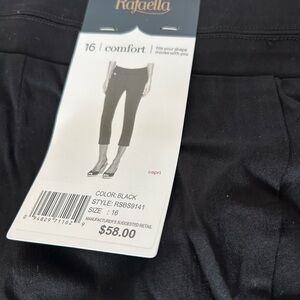 Rafaella
16 | comfort | fits your shape
moves with you
capri
COLOR: BLACK
STYLE: RSBS9141
SIZE : 16
MANUFACTURER'S SUGGESTED RETAIL
$58.00